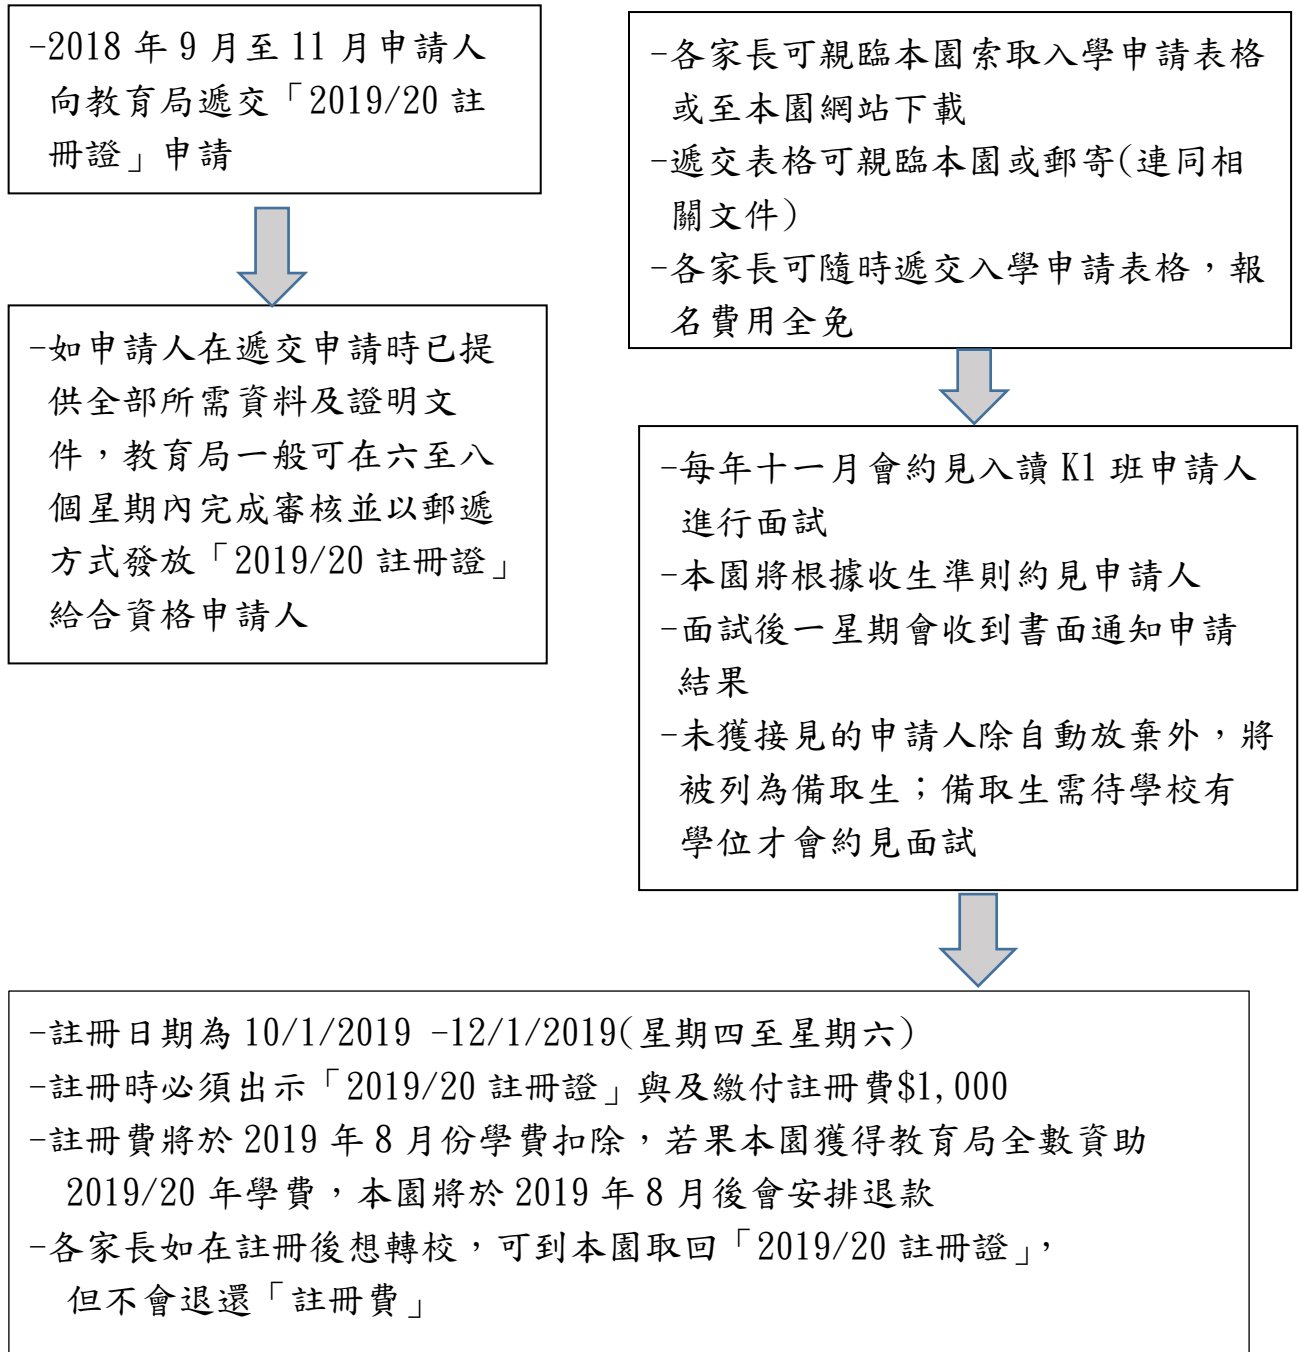 -2018 年 9 月至 11 月申請人
向教育局遞交「2019/20 註
冊證」申請
-如申請人在遞交申請時已提
供全部所需資料及證明文
件，教育局一般可在六至八
個星期內完成審核並以郵遞
方式發放「2019/20 註冊證」
給合資格申請人
-各家長可親臨本園索取入學申請表格
或至本園網站下載
-遞交表格可親臨本園或郵寄(連同相
關文件)
-各家長可隨時遞交入學申請表格，報
名費用全免
-每年十一月會約見入讀 K1 班申請人
進行面試
-本園將根據收生準則約見申請人
-面試後一星期會收到書面通知申請
結果
-未獲接見的申請人除自動放棄外，將
被列為備取生；備取生需待學校有
學位才會約見面試
-註冊日期為 10/1/2019 -12/1/2019(星期四至星期六)
-註冊時必須出示「2019/20 註冊證」與及繳付註冊費$1,000
-註冊費將於 2019 年 8 月份學費扣除，若果本園獲得教育局全數資助
2019/20 年學費，本園將於 2019 年 8 月後會安排退款
-各家長如在註冊後想轉校，可到本園取回「2019/20 註冊證」，
但不會退還「註冊費」